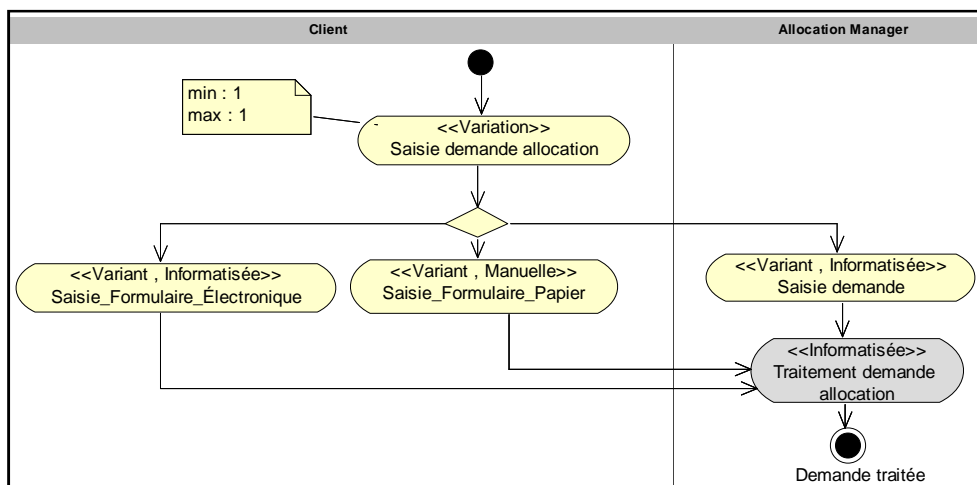 Client
Allocation Manager
min : 1
max : 1
<<Variation>>
Saisie demande allocation
<<Variant , Informatisée>>
Saisie_Formulaire_Électronique
<<Variant , Manuelle>>
Saisie_Formulaire_Papier
<<Variant , Informatisée>>
Saisie demande
<<Informatisée>>
Traitement demande
allocation
Demande traitée